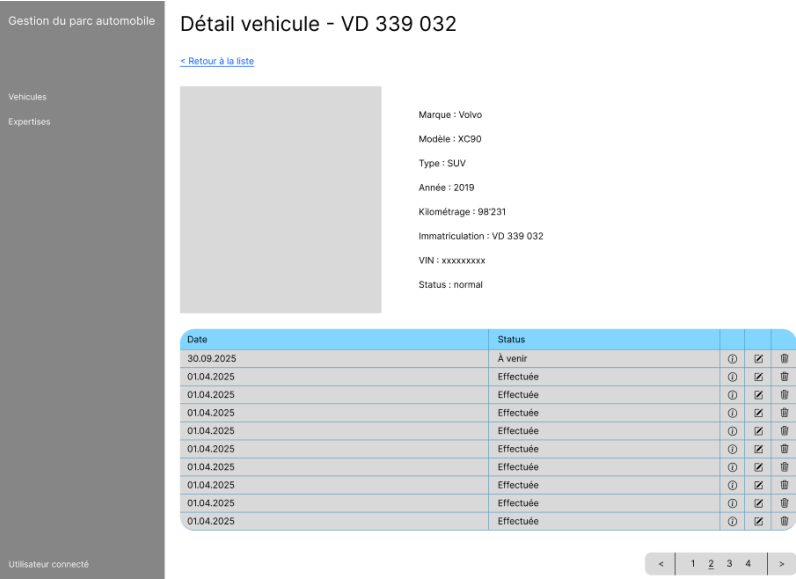 Gestion du parc automobile
Vehicules
Expertises
Utilisateur connecté
Détail vehicule - VD 339 032
< Retour à la liste
Marque : Volvo
Modèle : XC90
Type : SUV
Année : 2019
Kilométrage : 98'231
Immatriculation : VD 339 032
VIN : xxxxxxxxx
Status : normal
Date Status
30.09.2025 À venir
01.04.2025 Effectuée
01.04.2025 Effectuée
01.04.2025 Effectuée
01.04.2025 Effectuée
01.04.2025 Effectuée
01.04.2025 Effectuée
01.04.2025 Effectuée
01.04.2025 Effectuée
01.04.2025 Effectuée
< 1 2 3 4 >